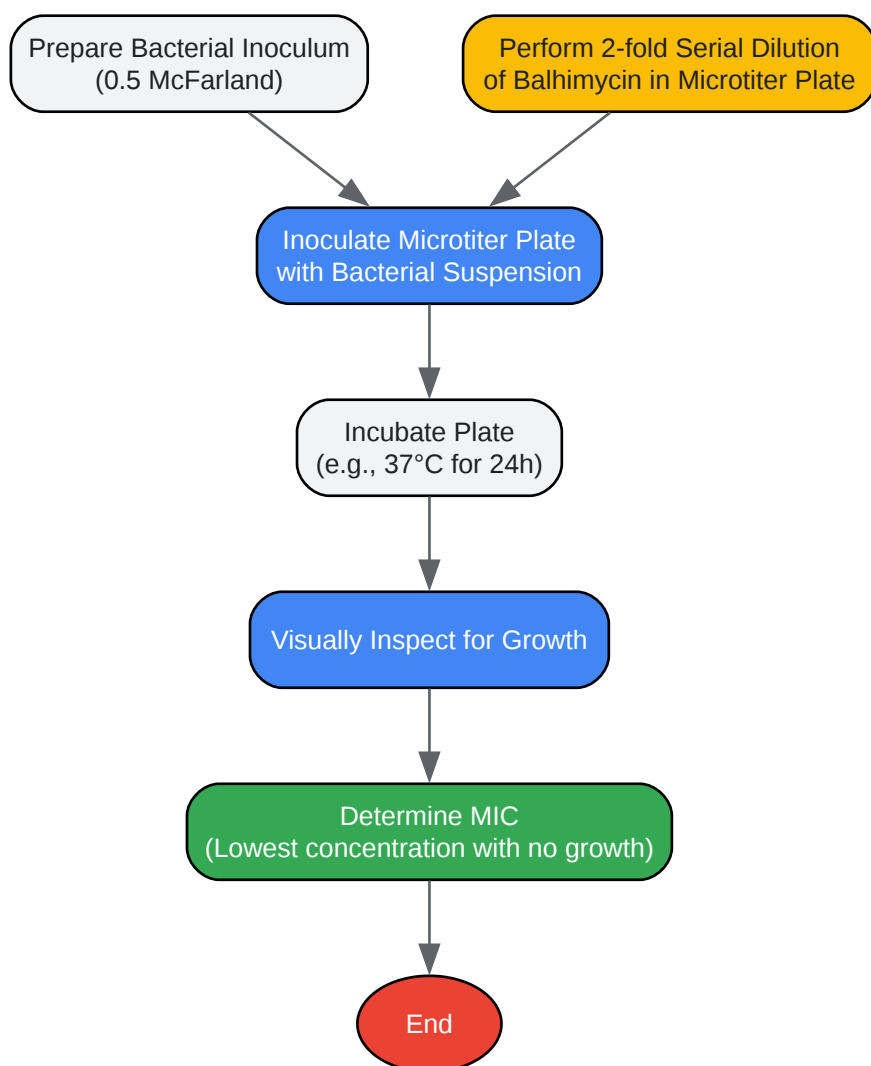 Prepare Bacterial Inoculum
(0.5 McFarland)
Perform 2-fold Serial Dilution
of Balhimycin in Microtiter Plate
Inoculate Microtiter Plate
with Bacterial Suspension
Incubate Plate
(e.g., 37°C for 24h)
Visually Inspect for Growth
Determine MIC
(Lowest concentration with no growth)
End